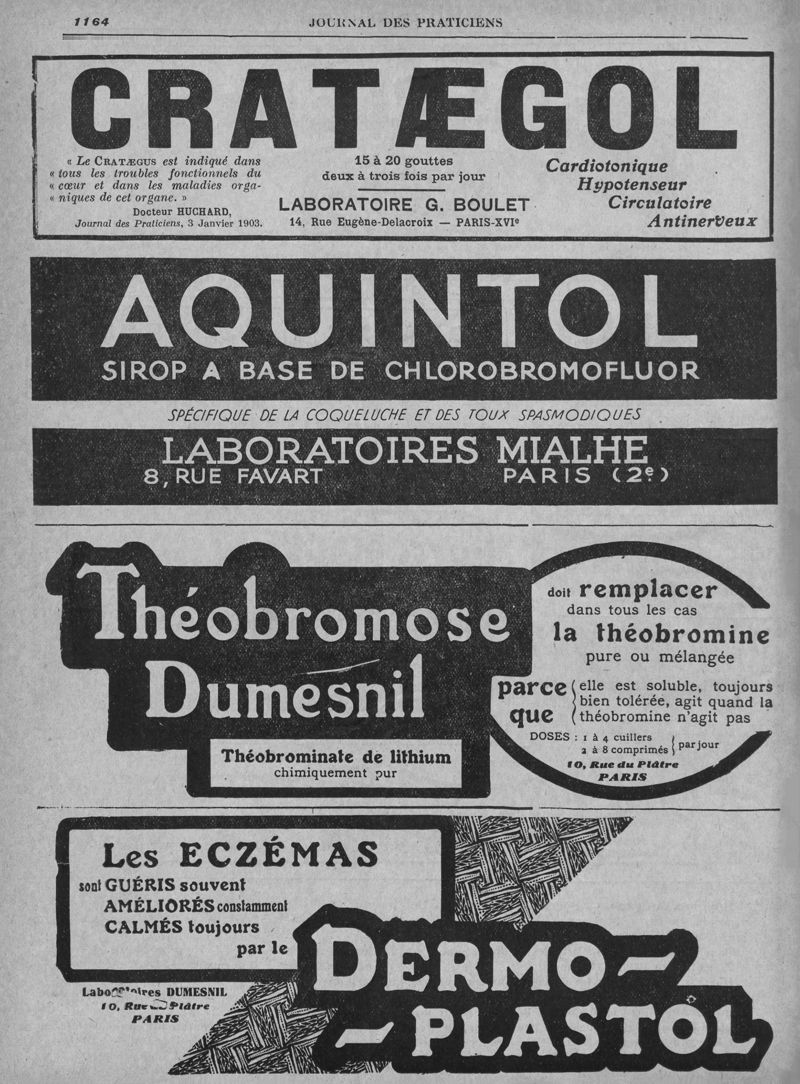 1164
JOURNAL DES PRATICIENS
CRATÆGOL
« Le CRATÆGUS est indiqué dans
« tous les troubles fonctionnels du
« cœur et dans les maladies orga-
« niques de cet organe. »
Docteur HUCHARD,
Journal des Praticiens, 3 Janvier 1903.
15 à 20 gouttes
deux à trois fois par jour
LABORATOIRE G. BOULET
14, Rue Eugène-Delacroix — PARIS-XVIe
Cardiotonique
Hypotenseur
Circulatoire
Antinerveux
AQUINTOL
SIROP A BASE DE CHLOROBROMOFLUOR
SPÉCIFIQUE DE LA COQUELUCHE ET DES TOUX SPASMODIQUES
LABORATOIRES MIALHE
8, RUE FAVART PARIS (2e)
Théobromose
Dumesnil
Théobrominate de lithium
chimiquement pur
doit remplacer
dans tous les cas
la théobromine
pure ou mélangée
parce que
elle est soluble, toujours
bien tolérée, agit quand la
théobromine n'agit pas
DOSES : 1 à 4 cuillers
2 à 8 comprimés } par jour
10, Rue du Plâtre
PARIS
Les ECZÉMAS
sont GUÉRIS souvent
AMÉLIORÉS constamment
CALMÉS toujours
par le
DERMO-
-PLASTOL
DUMESNIL
10, Rue Plâtre
PARIS